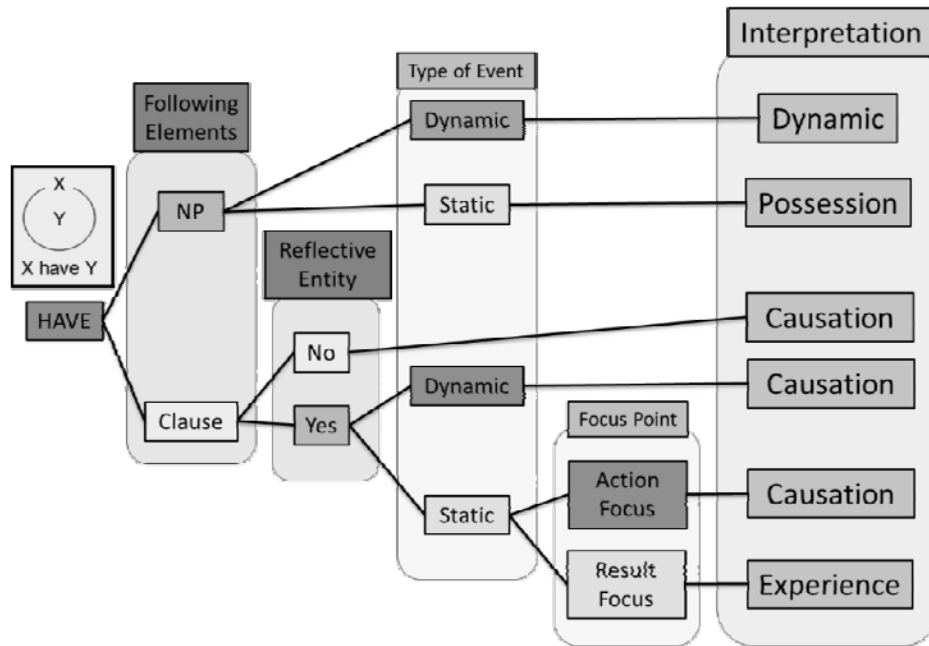 Interpretation
Type of Event
Following
Elements
Dynamic
Dynamic
X
Y
X have Y
NP
Static
Possession
Reflective
Entity
HAVE
Causation
No
Dynamic
Causation
Clause
Yes
Focus Point
Action
Focus
Causation
Static
Result
Focus
Experience